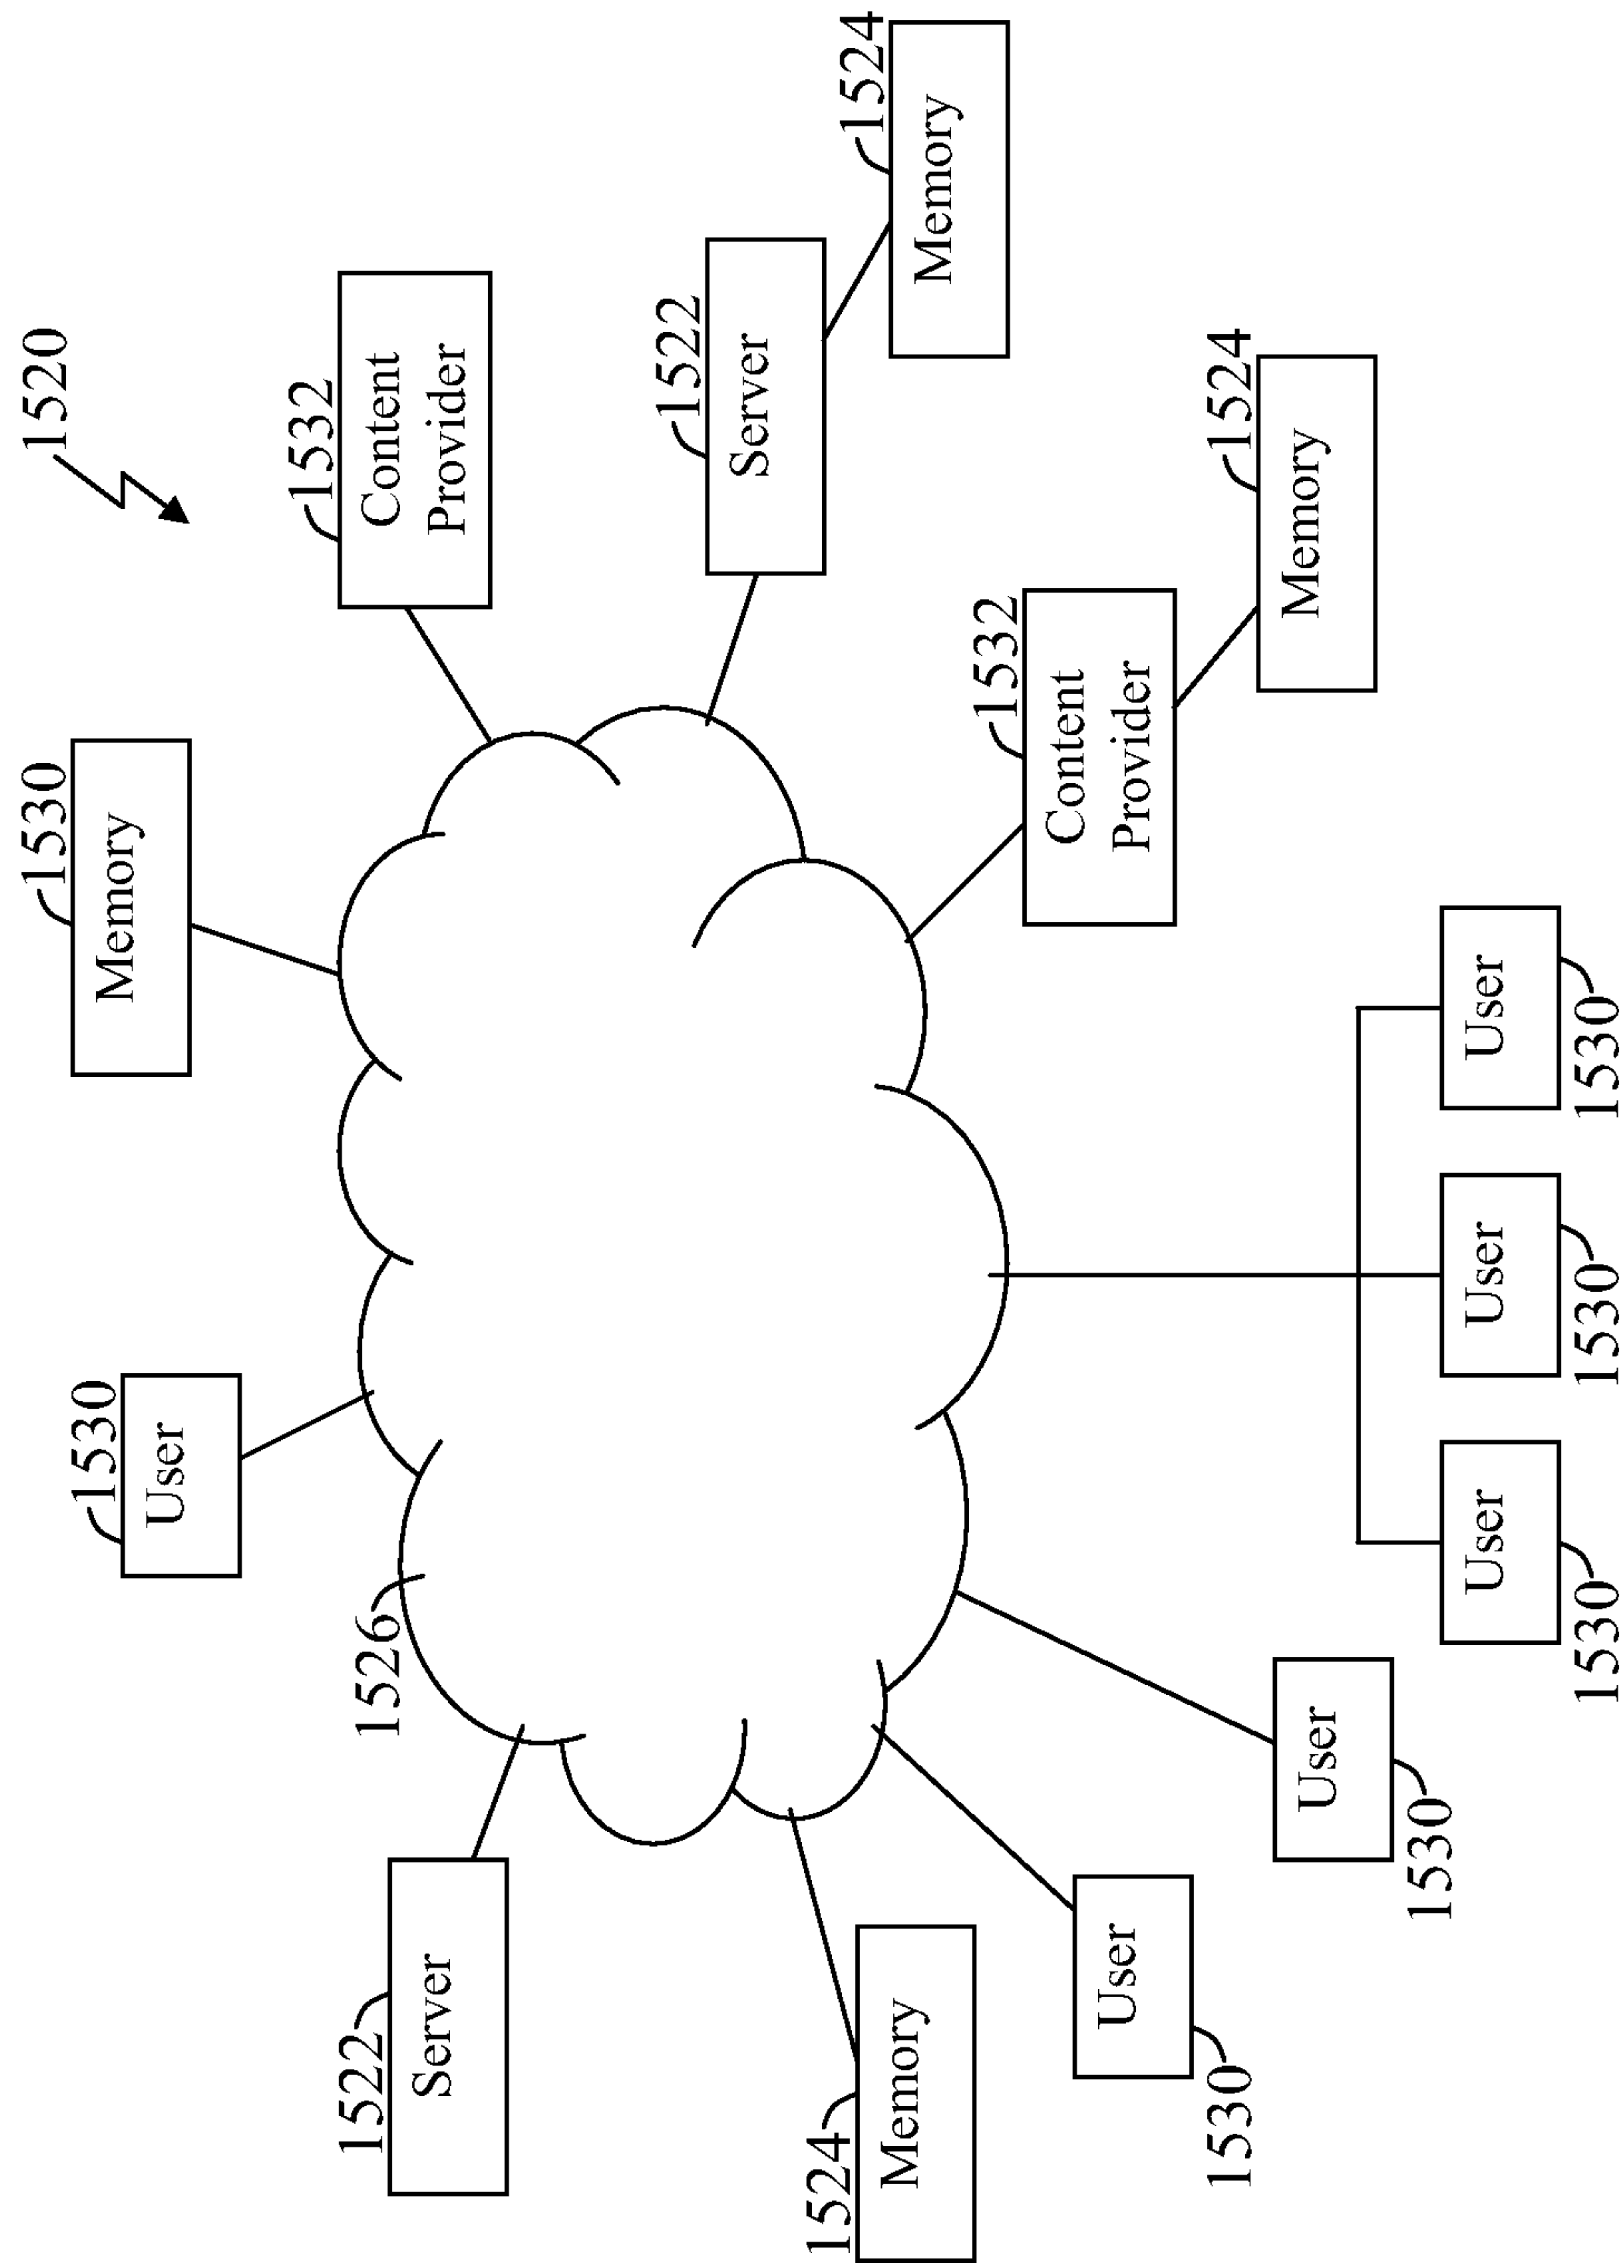 1530
1520
1530
Memory
User
1532
1522
1526
Content
Provider
Server
1522
Server
1524
1524
Memory
Memory
1532
Content
Provider
User
1530
1524
Memory
User
1530
User
User
User
1530
1530
1530